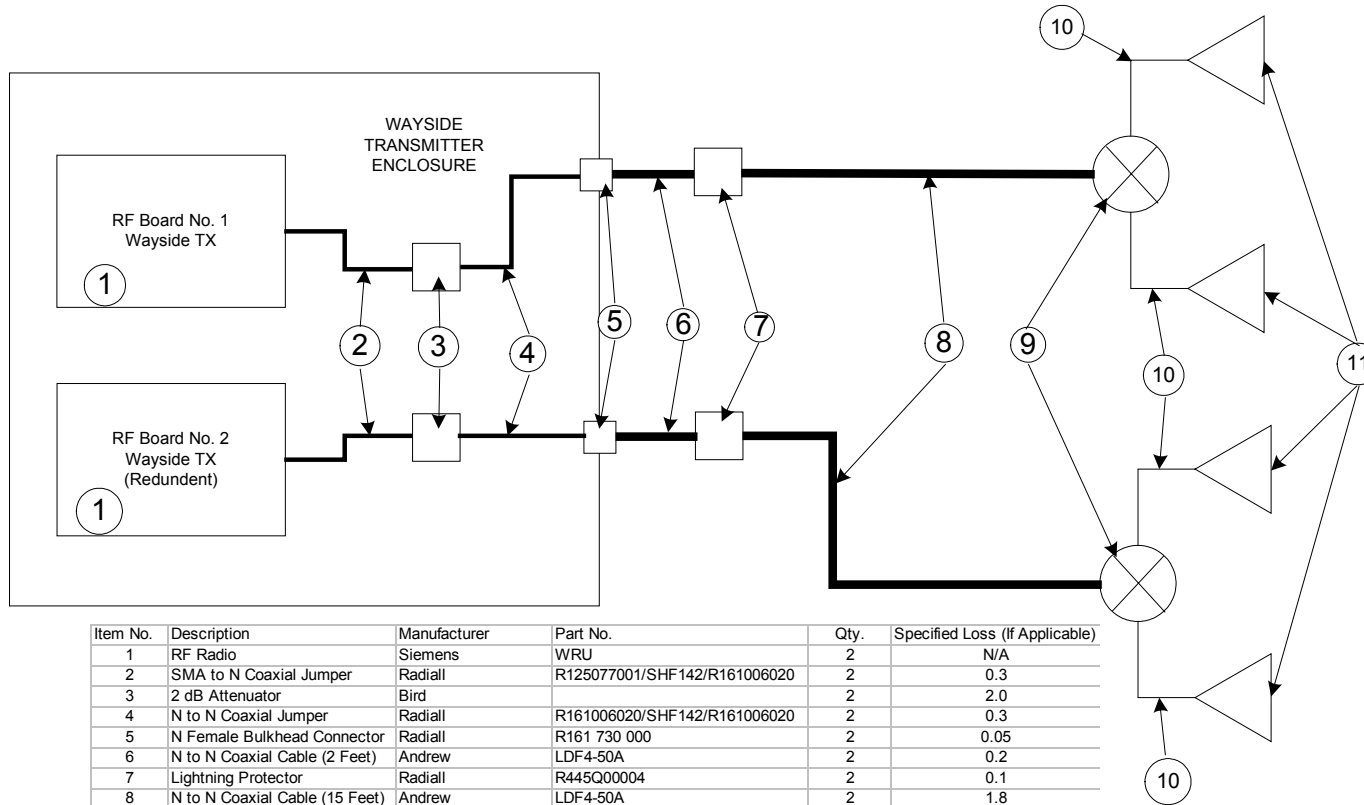 10
WAYSIDE
TRANSMITTER
ENCLOSURE
RF Board No. 1
Wayside TX
1
2
3
4
5
6
7
8
9
10
11
RF Board No. 2
Wayside TX
(Redundent)
1
10
Item No. Description Manufacturer Part No. Qty. Specified Loss (If Applicable)
1 RF Radio Siemens WRU 2 N/A
2 SMA to N Coaxial Jumper Radiall R125077001/SHF142/R161006020 2 0.3
3 2 dB Attenuator Bird 2 2.0
4 N to N Coaxial Jumper Radiall R161006020/SHF142/R161006020 2 0.3
5 N Female Bulkhead Connector Radiall R161 730 000 2 0.05
6 N to N Coaxial Cable (2 Feet) Andrew LDF4-50A 2 0.2
7 Lightning Protector Radiall R445Q00004 2 0.1
8 N to N Coaxial Cable (15 Feet) Andrew LDF4-50A 2 1.8